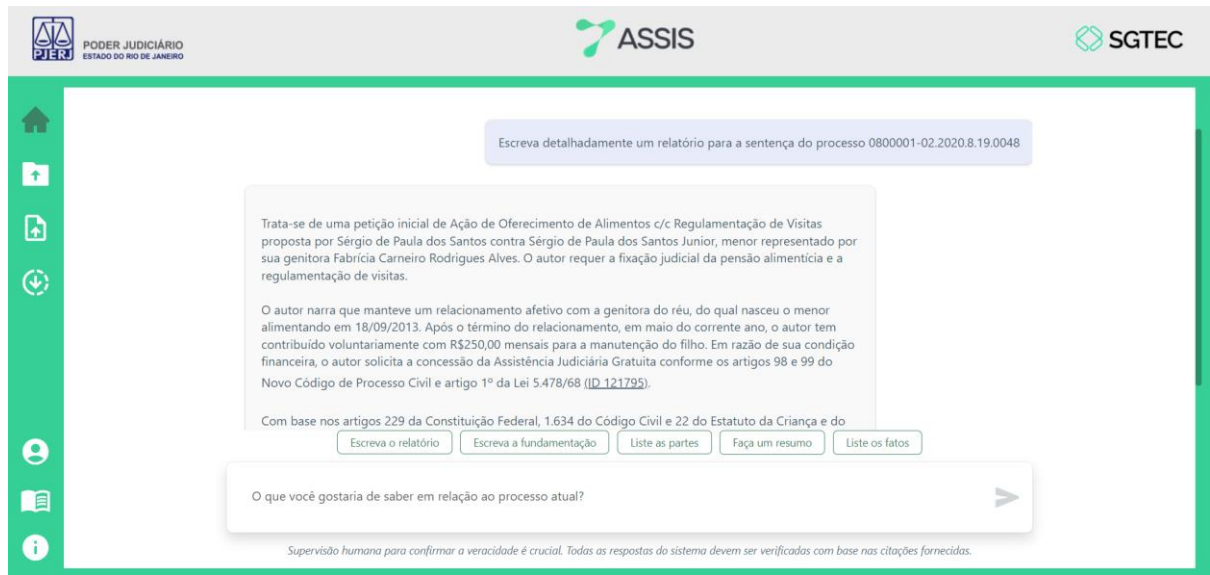 PJERJ
PODER JUDICIÁRIO
ESTADO DO RIO DE JANEIRO
ASSIS
SGTEC
Escreva detalhadamente um relatório para a sentença do processo 0800001-02.2020.8.19.0048
Trata-se de uma petição inicial de Ação de Oferecimento de Alimentos c/c Regulamentação de Visitas
proposta por Sérgio de Paula dos Santos contra Sérgio de Paula dos Santos Junior, menor representado por
sua genitora Fabrícia Carneiro Rodrigues Alves. O autor requer a fixação judicial da pensão alimentícia e a
regulamentação de visitas.
O autor narra que manteve um relacionamento afetivo com a genitora do réu, do qual nasceu o menor
alimentando em 18/09/2013. Após o término do relacionamento, em maio do corrente ano, o autor tem
contribuído voluntariamente com R$250,00 mensais para a manutenção do filho. Em razão de sua condição
financeira, o autor solicita a concessão da Assistência Judiciária Gratuita conforme os artigos 98 e 99 do
Novo Código de Processo Civil e artigo 1º da Lei 5.478/68 (ID 121795).
Com base nos artigos 229 da Constituição Federal, 1.634 do Código Civil e 22 do Estatuto da Criança e do
Escreva o relatório
Escreva a fundamentação
Liste as partes
Faça um resumo
Liste os fatos
O que você gostaria de saber em relação ao processo atual?
Supervisão humana para confirmar a veracidade é crucial. Todas as respostas do sistema devem ser verificadas com base nas citações fornecidas.